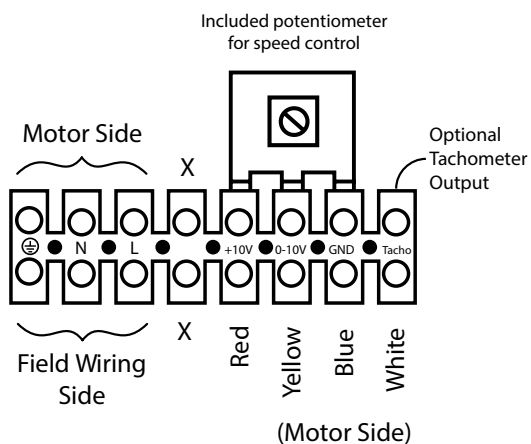 Included potentiometer
for speed control
Motor Side
X
Optional
Tachometer
Output
N
L
+10V
0-10V
GND
Tacho
X
Red
Yellow
Blue
White
Field Wiring
Side
(Motor Side)